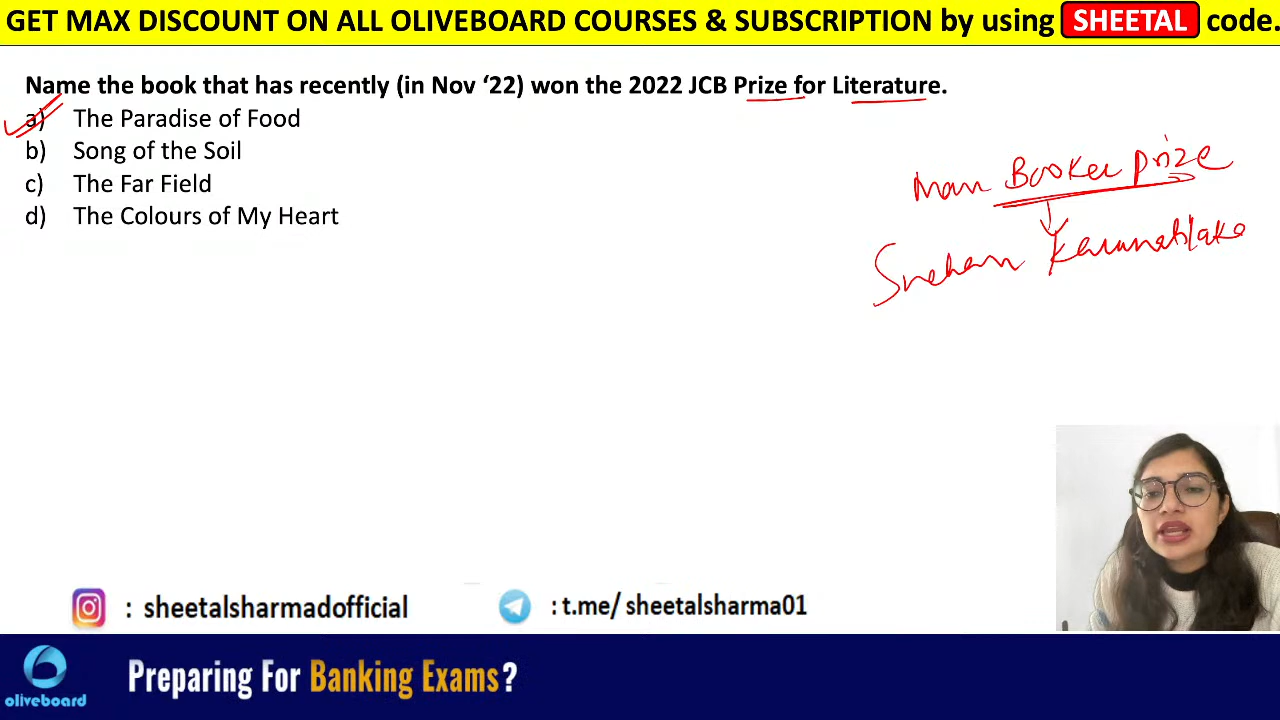 GET MAX DISCOUNT ON ALL OLIVEBOARD COURSES & SUBSCRIPTION by using SHEETAL code.
Name the book that has recently (in Nov ‘22) won the 2022 JCB Prize for Literature.
a) The Paradise of Food
b) Song of the Soil
c) The Far Field
d) The Colours of My Heart
Man Booker prize
Karunatilake
: sheetalsharmadofficial
: t.me/ sheetalsharma01
oliveboard
Preparing For Banking Exams?